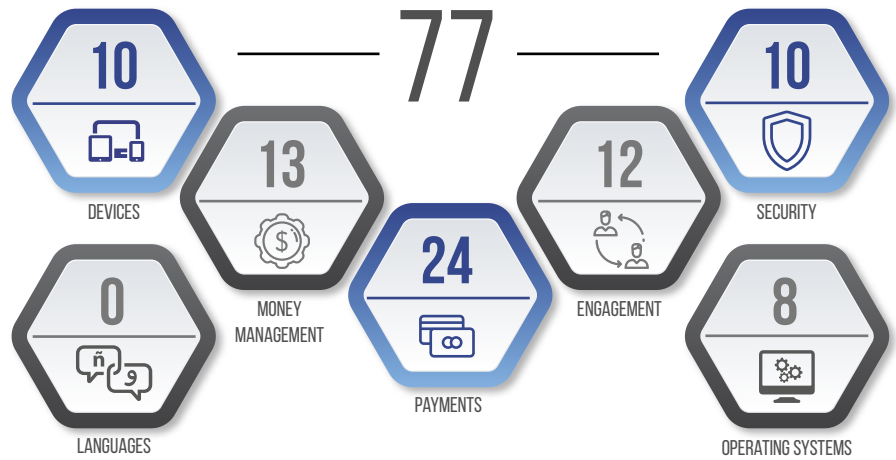 77
10
DEVICES
10
SECURITY
13
$
MONEY
MANAGEMENT
12
ENGAGEMENT
24
PAYMENTS
0
ñ
و
LANGUAGES
8
OPERATING SYSTEMS